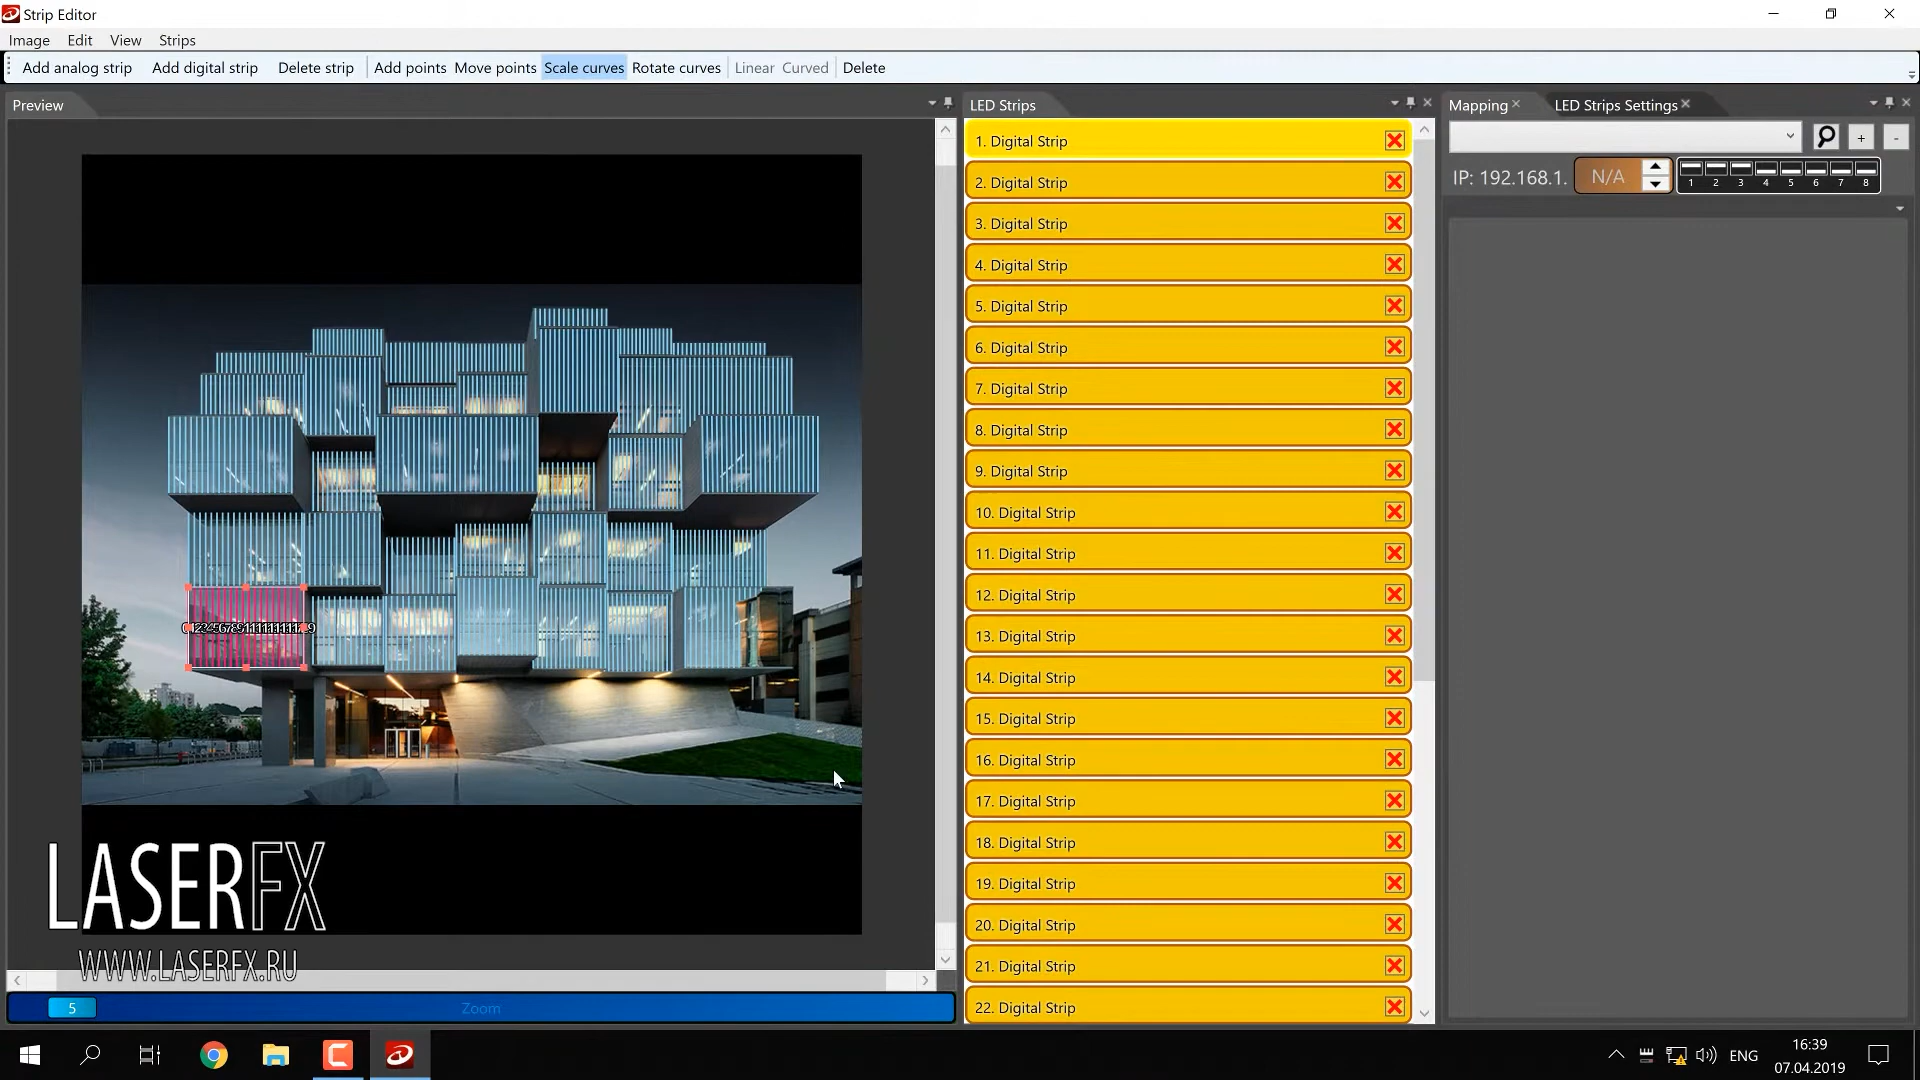 Strip Editor
Image Edit View Strips
Add analog strip Add digital strip Delete strip Add points Move points Scale curves Rotate curves Linear Curved Delete
Preview
LED Strips
Mapping LED Strips Settings
IP: 192.168.1. N/A
1 2 3 4 5 6 7 8
1. Digital Strip
2. Digital Strip
3. Digital Strip
4. Digital Strip
5. Digital Strip
6. Digital Strip
7. Digital Strip
8. Digital Strip
9. Digital Strip
10. Digital Strip
11. Digital Strip
12. Digital Strip
13. Digital Strip
14. Digital Strip
15. Digital Strip
16. Digital Strip
17. Digital Strip
18. Digital Strip
19. Digital Strip
20. Digital Strip
21. Digital Strip
22. Digital Strip
LASERFX
WWW.LASERFX.RU
5 Zoom
ENG
16:39
07.04.2019